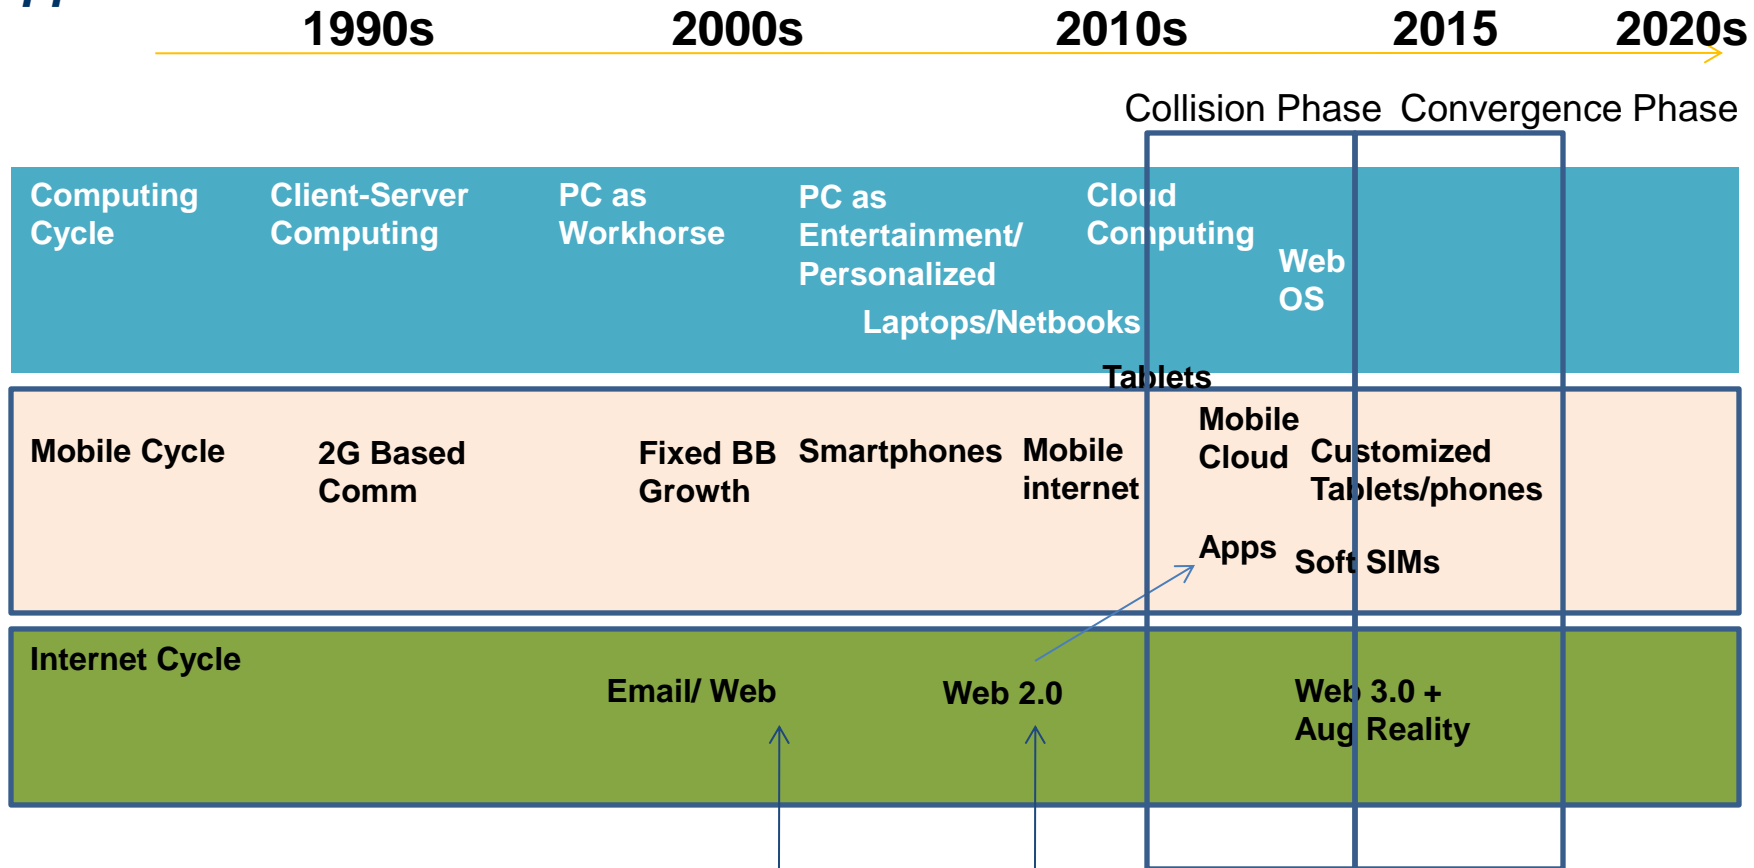 1990s 2000s 2010s 2015 2020s
Collision Phase Convergence Phase
Computing
Cycle
Client-Server
Computing
PC as
Workhorse
PC as
Entertainment/
Personalized
Laptops/Netbooks
Cloud
Computing
Web
OS
Tablets
Mobile Cycle
2G Based
Comm
Fixed BB
Growth
Smartphones
Mobile
internet
Mobile
Cloud
Customized
Tablets/phones
Apps
Soft SIMs
Internet Cycle
Email/ Web
Web 2.0
Web 3.0 +
Aug Reality